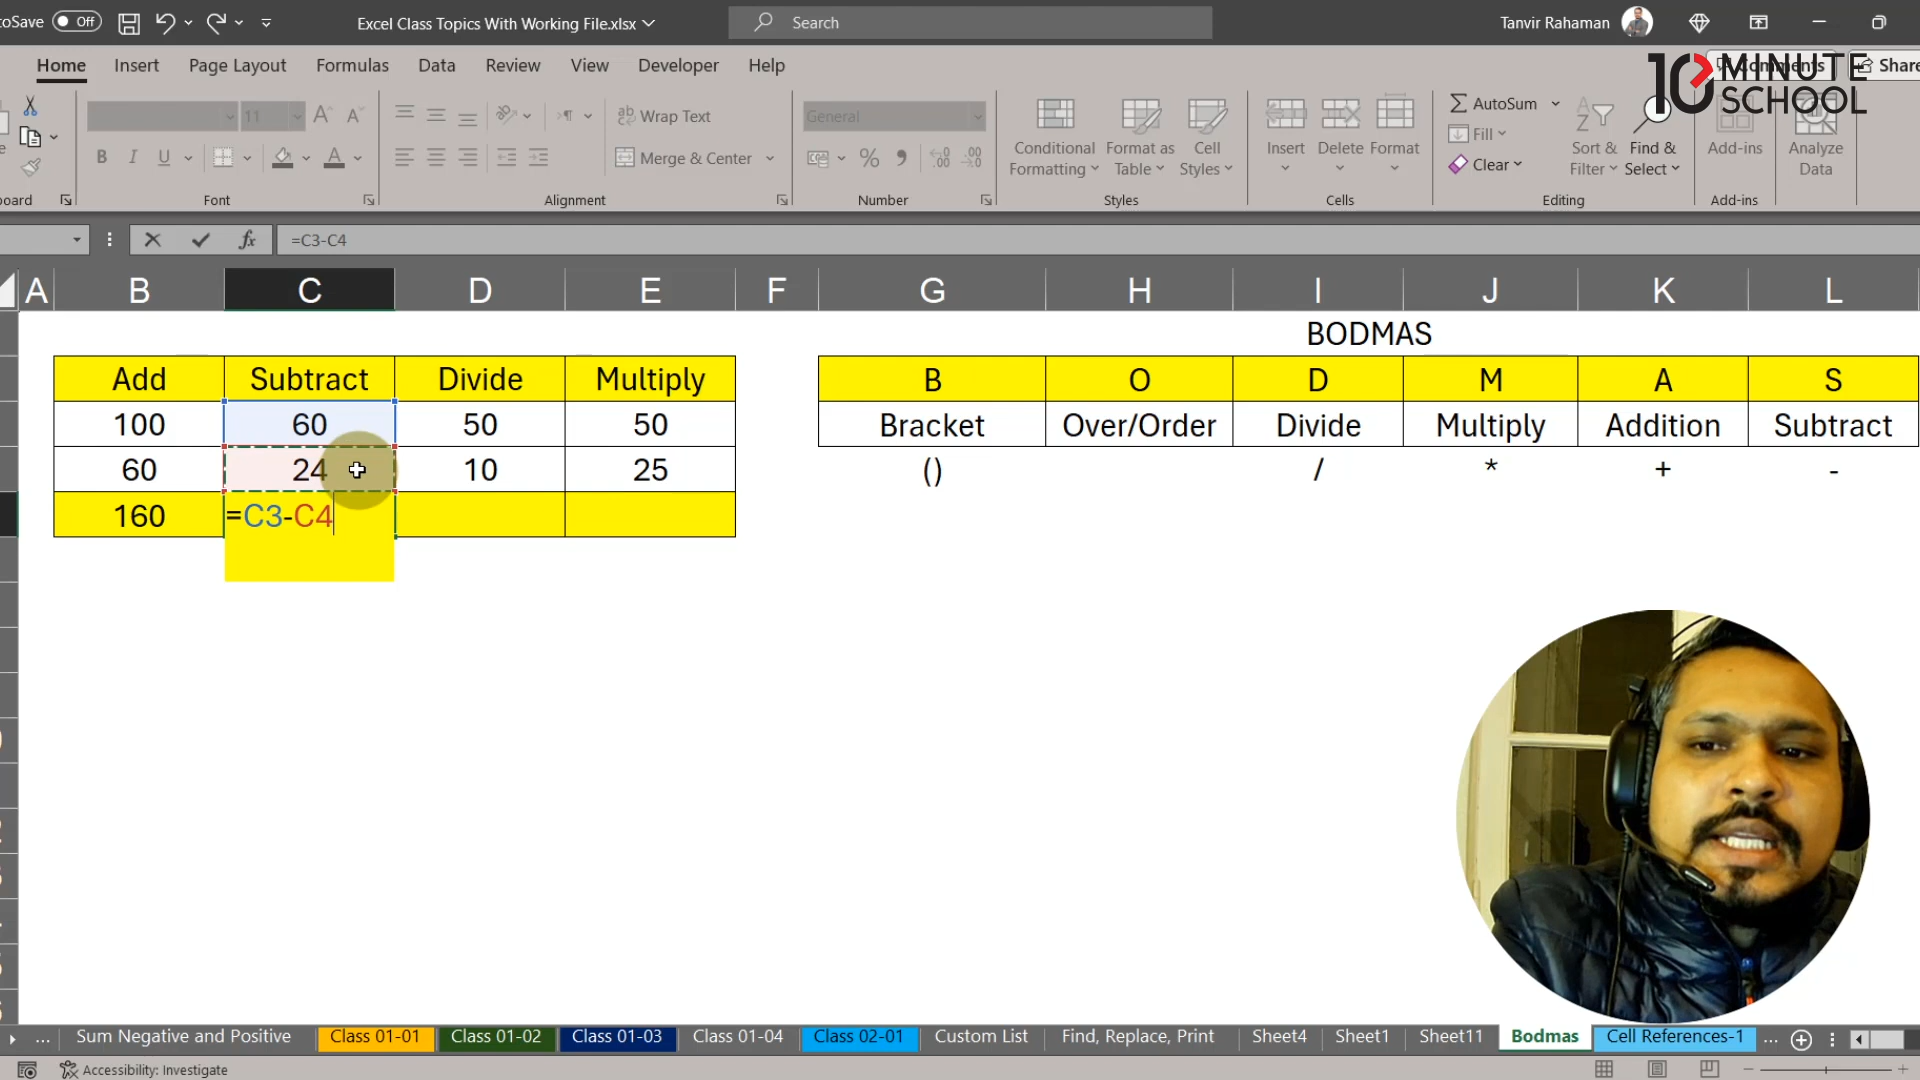 oSave Off Excel Class Topics With Working File.xlsx Search Tanvir Rahaman
Home Insert Page Layout Formulas Data Review View Developer Help Comments Share
10 MINUTE SCHOOL
11 Wrap Text General AutoSum
Fill
Merge & Center Clear
Conditional Formatting
Format as Table
Cell Styles
Insert Delete Format
Sort & Filter
Find & Select
Add-ins
Analyze Data
oard Font Alignment Number Styles Cells Editing Add-ins
fx =C3-C4
A B C D E F G H I J K L
BODMAS
Add Subtract Divide Multiply B O D M A S
100 60 50 50 Bracket Over/Order Divide Multiply Addition Subtract
60 24 10 25 () / * + -
160 =C3-C4
... Sum Negative and Positive Class 01-01 Class 01-02 Class 01-03 Class 01-04 Class 02-01 Custom List Find, Replace, Print Sheet4 Sheet1 Sheet11 Bodmas Cell References-1 ...
Accessibility: Investigate